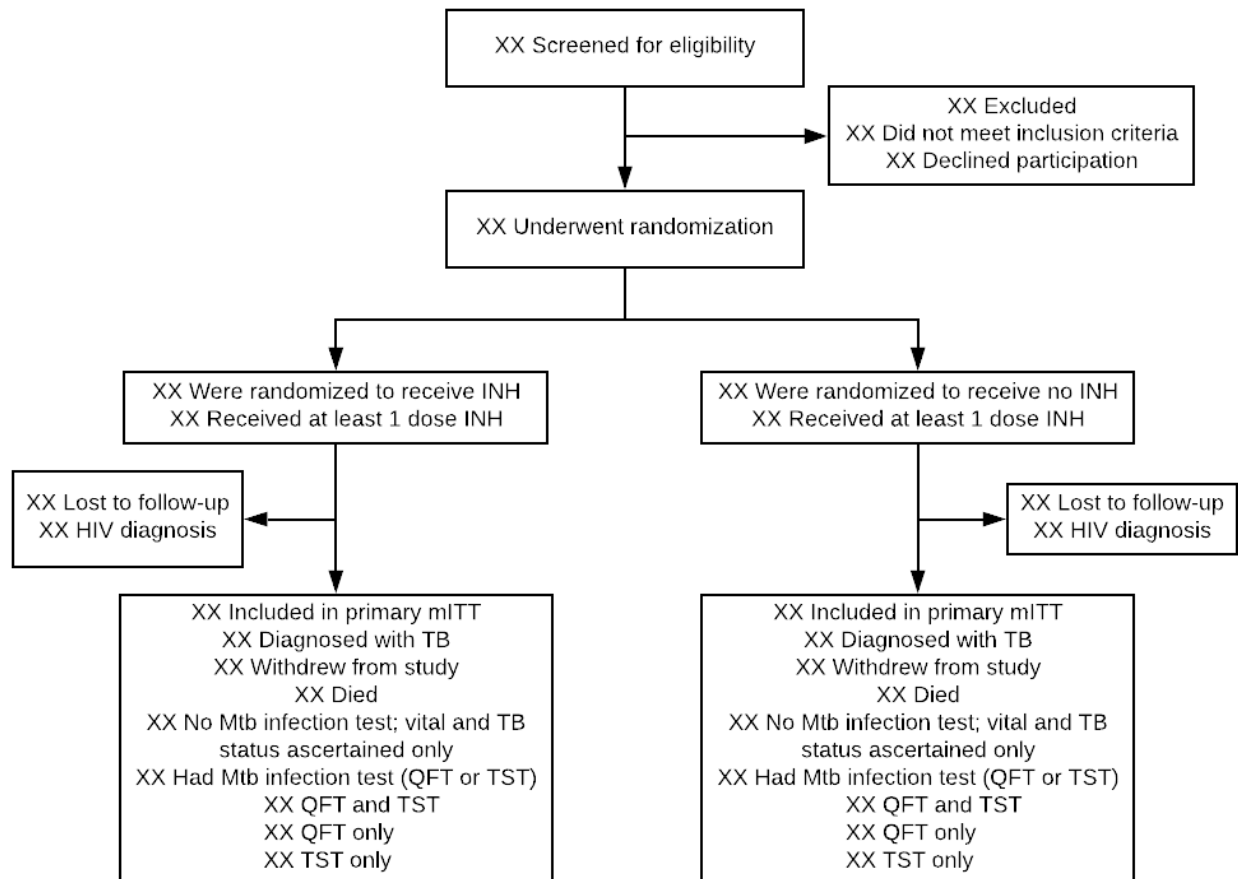 XX Screened for eligibility
XX Excluded
XX Did not meet inclusion criteria
XX Declined participation
XX Underwent randomization
XX Were randomized to receive INH
XX Received at least 1 dose INH
XX Were randomized to receive no INH
XX Received at least 1 dose INH
XX Lost to follow-up
XX HIV diagnosis
XX Lost to follow-up
XX HIV diagnosis
XX Included in primary mITT
XX Diagnosed with TB
XX Withdrew from study
XX Died
XX No Mtb infection test; vital and TB
status ascertained only
XX Had Mtb infection test (QFT or TST)
XX QFT and TST
XX QFT only
XX TST only
XX Included in primary mITT
XX Diagnosed with TB
XX Withdrew from study
XX Died
XX No Mtb infection test; vital and TB
status ascertained only
XX Had Mtb infection test (QFT or TST)
XX QFT and TST
XX QFT only
XX TST only